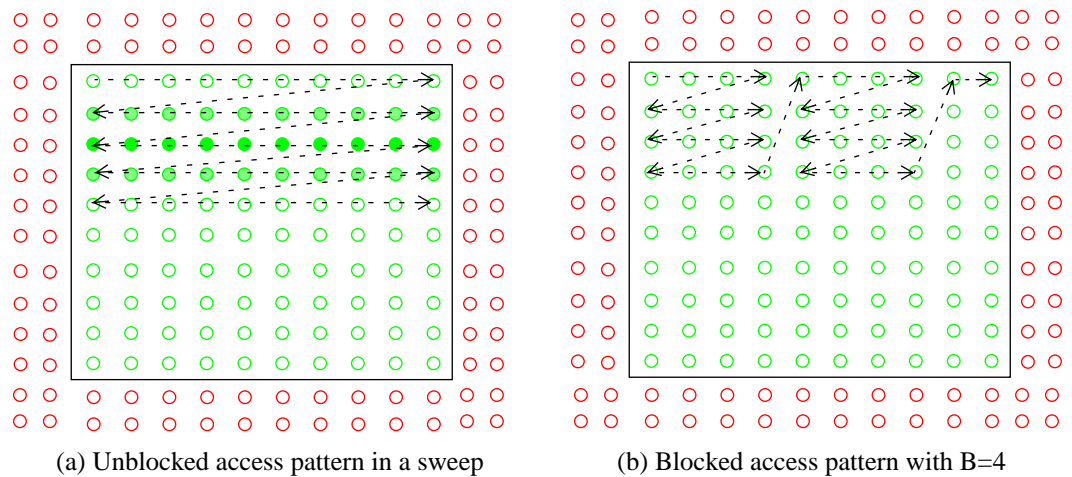 (a) Unblocked access pattern in a sweep
(b) Blocked access pattern with B=4